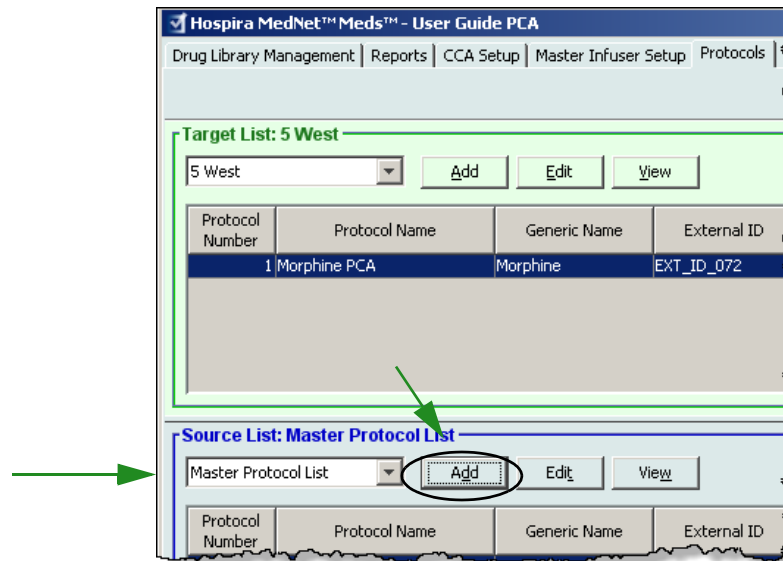 Hospira MedNet™ Meds™ - User Guide PCA
Drug Library Management Reports CCA Setup Master Infuser Setup Protocols
Target List: 5 West
5 West Add Edit View
Protocol Number Protocol Name Generic Name External ID
1 Morphine PCA Morphine EXT_ID_072
Source List: Master Protocol List
Master Protocol List Add Edit View
Protocol Number Protocol Name Generic Name External ID